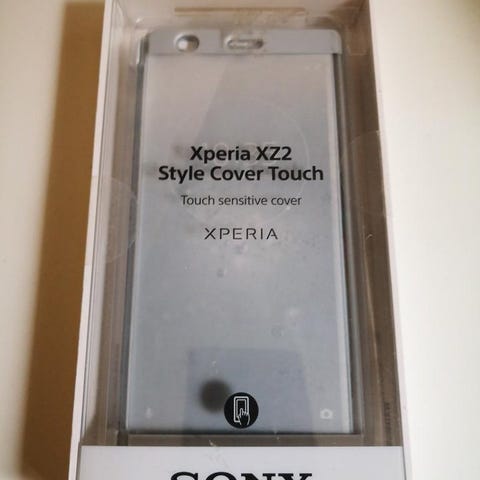 Xperia XZ2
Style Cover Touch
Touch sensitive cover
XPERIA
SONY